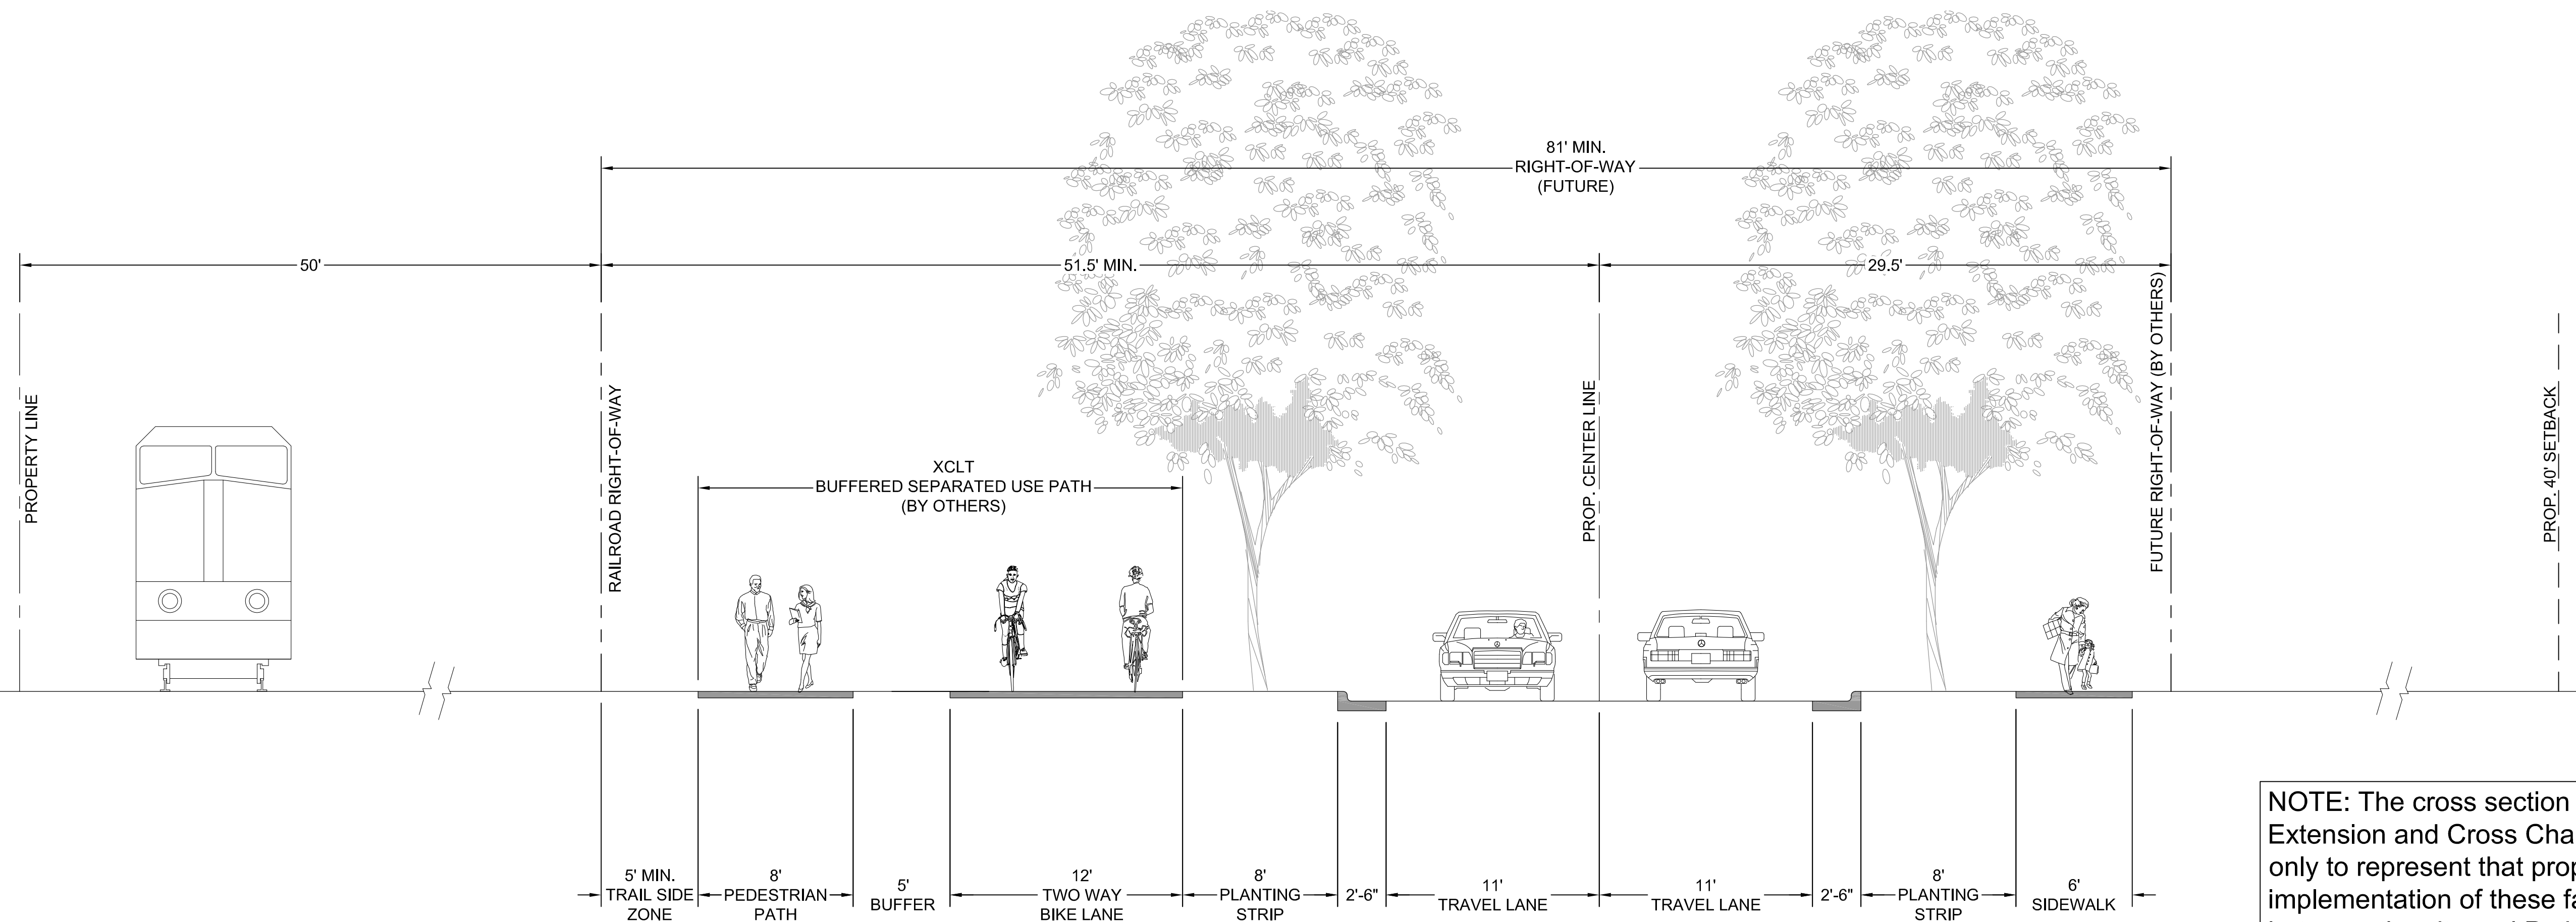 81' MIN.
RIGHT-OF-WAY
(FUTURE)
50'
51.5' MIN.
29.5'
PROPERTY LINE
RAILROAD RIGHT-OF-WAY
XCLT
BUFFERED SEPARATED USE PATH
(BY OTHERS)
PROP. CENTER LINE
FUTURE RIGHT-OF-WAY (BY OTHERS)
PROP. 40' SETBACK
5' MIN.
TRAIL SIDE
ZONE
8'
PEDESTRIAN
PATH
5'
BUFFER
12'
TWO WAY
BIKE LANE
8'
PLANTING
STRIP
2'-6"
11'
TRAVEL LANE
11'
TRAVEL LANE
2'-6"
8'
PLANTING
STRIP
6'
SIDEWALK
NOTE: The cross section
Extension and Cross Cha
only to represent that prop
implementation of these fa